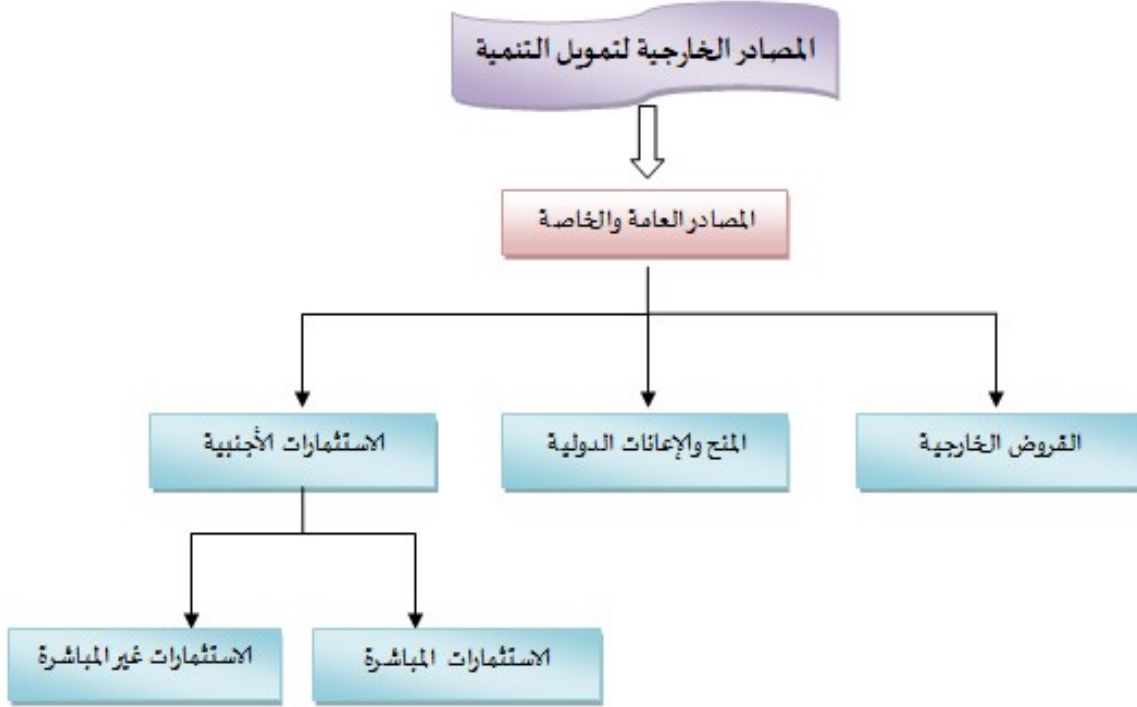 المصادر الخارجية لتمويل التنمية
المصادر العامة والخاصة
القروض الخارجية
المنح والإعانات الدولية
الاستثمارات الأجنبية
الاستثمارات المباشرة
الاستثمارات غير المباشرة